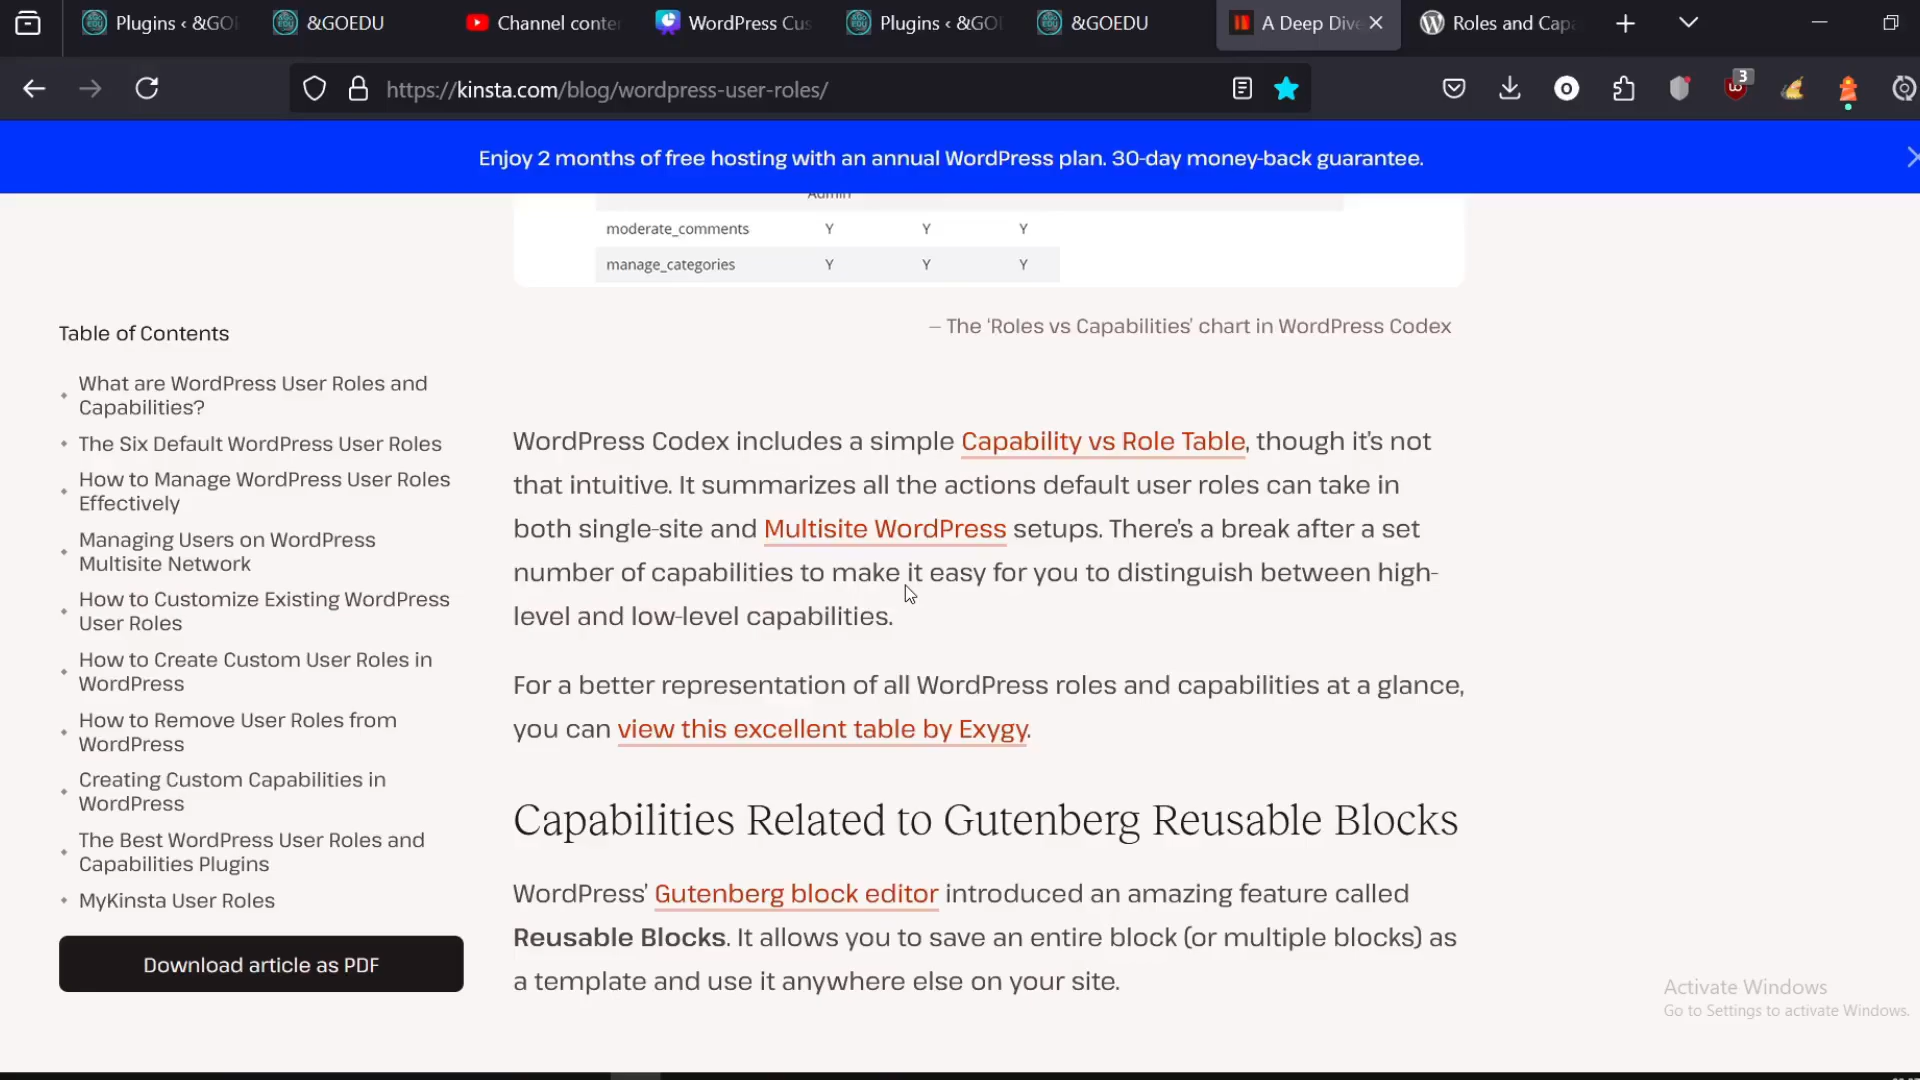 Plugins ‹ &GO
&GOEDU
Channel conte
WordPress Cus
Plugins ‹ &GO
&GOEDU
A Deep Dive
Roles and Cap
https://kinsta.com/blog/wordpress-user-roles/
3
Enjoy 2 months of free hosting with an annual WordPress plan. 30-day money-back guarantee.
Admin
moderate_comments Y Y Y
manage_categories Y Y Y
— The ‘Roles vs Capabilities’ chart in WordPress Codex
Table of Contents
What are WordPress User Roles and
Capabilities?
The Six Default WordPress User Roles
How to Manage WordPress User Roles
Effectively
Managing Users on WordPress
Multisite Network
How to Customize Existing WordPress
User Roles
How to Create Custom User Roles in
WordPress
How to Remove User Roles from
WordPress
Creating Custom Capabilities in
WordPress
The Best WordPress User Roles and
Capabilities Plugins
MyKinsta User Roles
Download article as PDF
WordPress Codex includes a simple Capability vs Role Table, though it’s not
that intuitive. It summarizes all the actions default user roles can take in
both single-site and Multisite WordPress setups. There’s a break after a set
number of capabilities to make it easy for you to distinguish between high-
level and low-level capabilities.
For a better representation of all WordPress roles and capabilities at a glance,
you can view this excellent table by Exygy.
Capabilities Related to Gutenberg Reusable Blocks
WordPress’ Gutenberg block editor introduced an amazing feature called
Reusable Blocks. It allows you to save an entire block (or multiple blocks) as
a template and use it anywhere else on your site.
Activate Windows
Go to Settings to activate Windows.